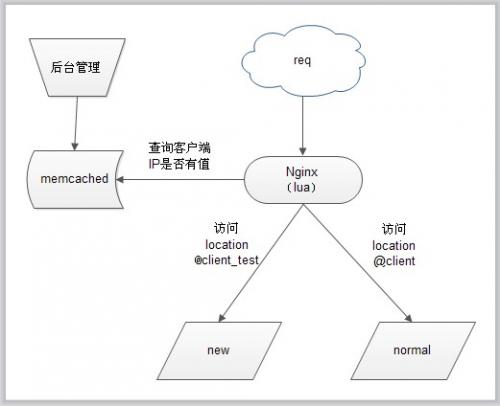 后台管理
req
memcached
查询客户端
IP是否有值
Nginx
（lua）
访问
location
@client_test
访问
location
@client
new
normal